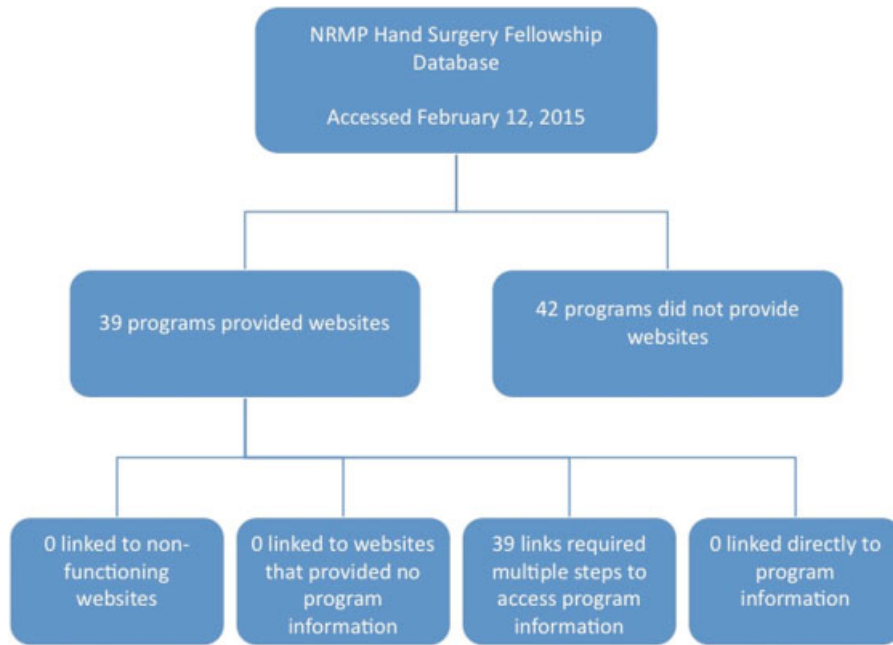 NRMP Hand Surgery Fellowship
Database
Accessed February 12, 2015
39 programs provided websites
42 programs did not provide
websites
0 linked to non-
functioning
websites
0 linked to websites
that provided no
program
information
39 links required
multiple steps to
access program
information
0 linked directly to
program
information